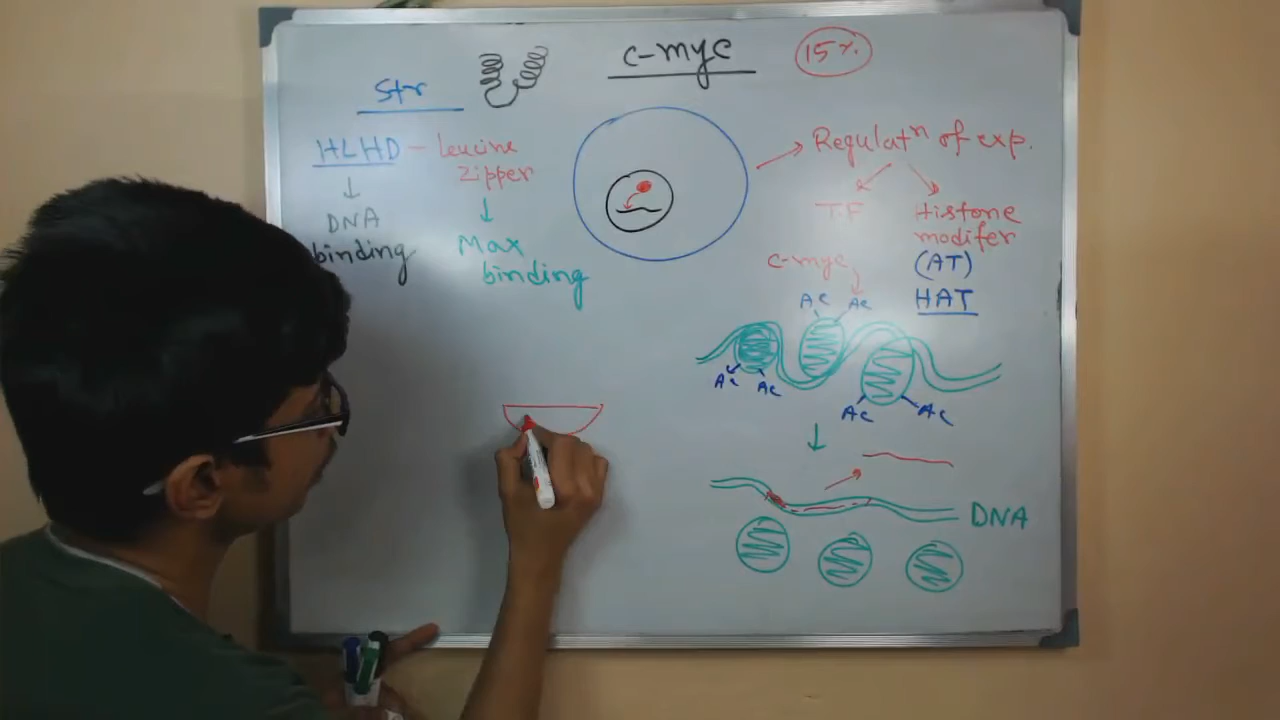 c-myc
15%
Str
HLHD - Leucine
zipper
DNA
binding
Max
binding
Regulatⁿ of exp.
TF
Histone
modifer
(AT)
HAT
c-myc
Ac Ac
Ac Ac
Ac Ac
DNA